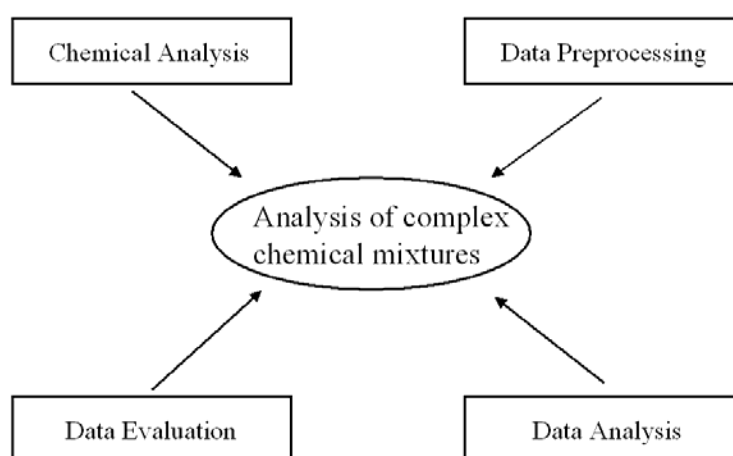 Chemical Analysis
Data Preprocessing
Analysis of complex
chemical mixtures
Data Evaluation
Data Analysis